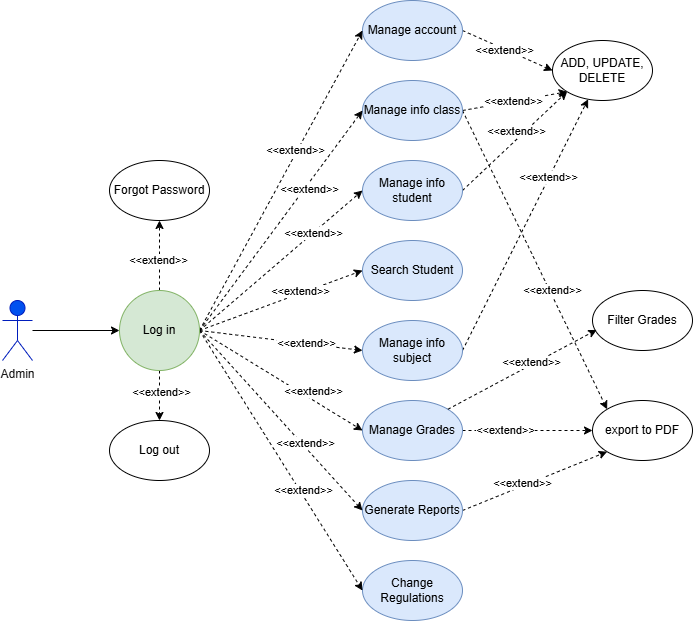 Manage account
<<extend>>
ADD, UPDATE,
DELETE
Manage info class
<<extend>>
<<extend>>
<<extend>>
Forgot Password
Manage info
student
<<extend>>
<<extend>>
<<extend>>
<<extend>>
Search Student
<<extend>>
<<extend>>
Log in
Filter Grades
Manage info
subject
<<extend>>
<<extend>>
Admin
<<extend>>
<<extend>>
Manage Grades
<<extend>>
export to PDF
Log out
<<extend>>
<<extend>>
<<extend>>
Generate Reports
Change
Regulations